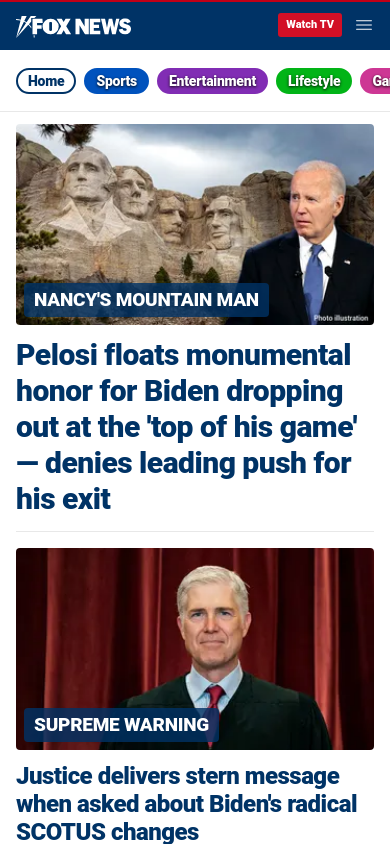 FOX NEWS
Watch TV
Home
Sports
Entertainment
Lifestyle
NANCY'S MOUNTAIN MAN
Photo illustration
Pelosi floats monumental
honor for Biden dropping
out at the 'top of his game'
— denies leading push for
his exit
SUPREME WARNING
Justice delivers stern message
when asked about Biden's radical
SCOTUS changes